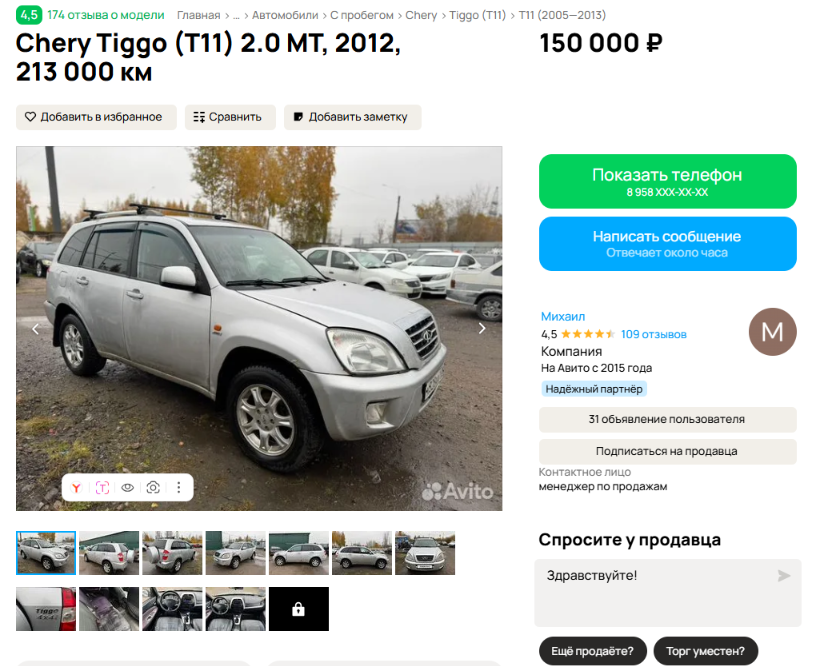 4,5 174 отзыва о модели Главная › ... › Автомобили › С пробегом › Chery › Tiggo (T11) › T11 (2005—2013)
Chery Tiggo (T11) 2.0 MT, 2012,
213 000 км
150 000 ₽
Добавить в избранное
Сравнить
Добавить заметку
Показать телефон
8 958 XXX-XX-XX
Написать сообщение
Отвечает около часа
Михаил
4,5 109 отзывов
Компания
На Авито с 2015 года
Надёжный партнёр
М
31 объявление пользователя
Подписаться на продавца
Контактное лицо
менеджер по продажам
Avito
tiggo
Спросите у продавца
Здравствуйте!
Ещё продаёте?
Торг уместен?